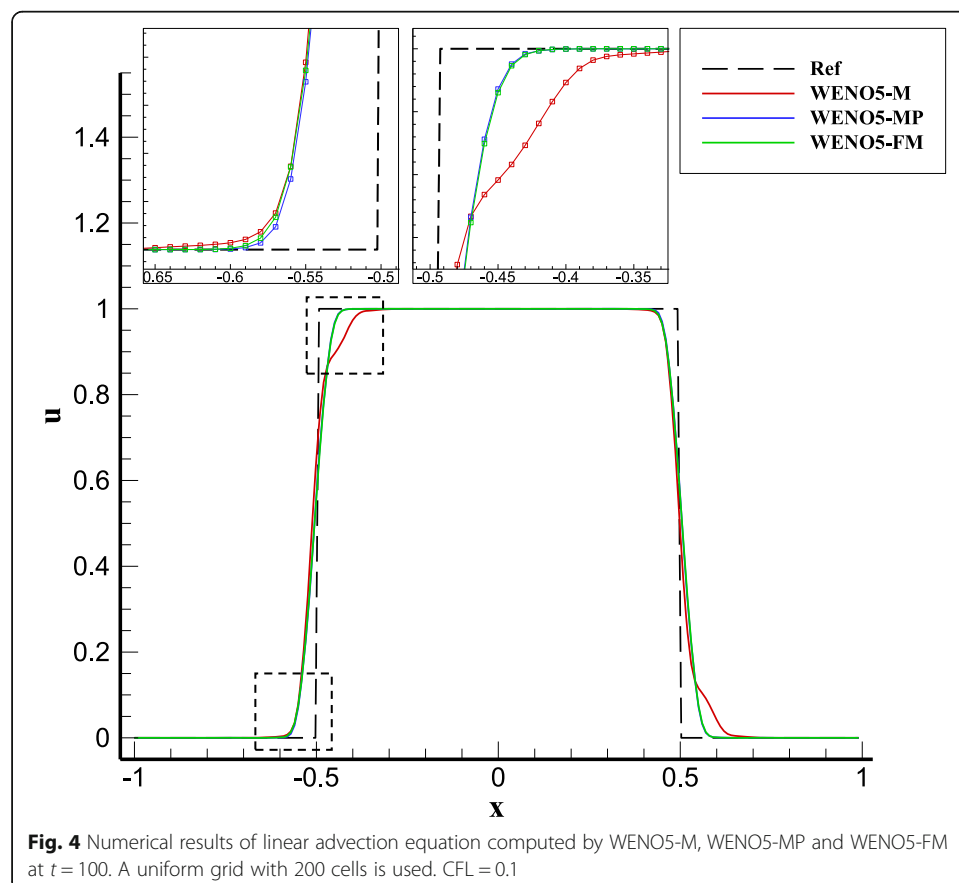 Ref
WENO5-M
WENO5-MP
WENO5-FM
0.65 -0.6 -0.55 -0.5
-0.5 -0.45 -0.4 -0.35
1.4
1.2
1
0.8
0.6
0.4
0.2
0
u
-1 -0.5 0 0.5 1
x
Fig. 4 Numerical results of linear advection equation computed by WENO5-M, WENO5-MP and WENO5-FM
at t = 100. A uniform grid with 200 cells is used. CFL = 0.1